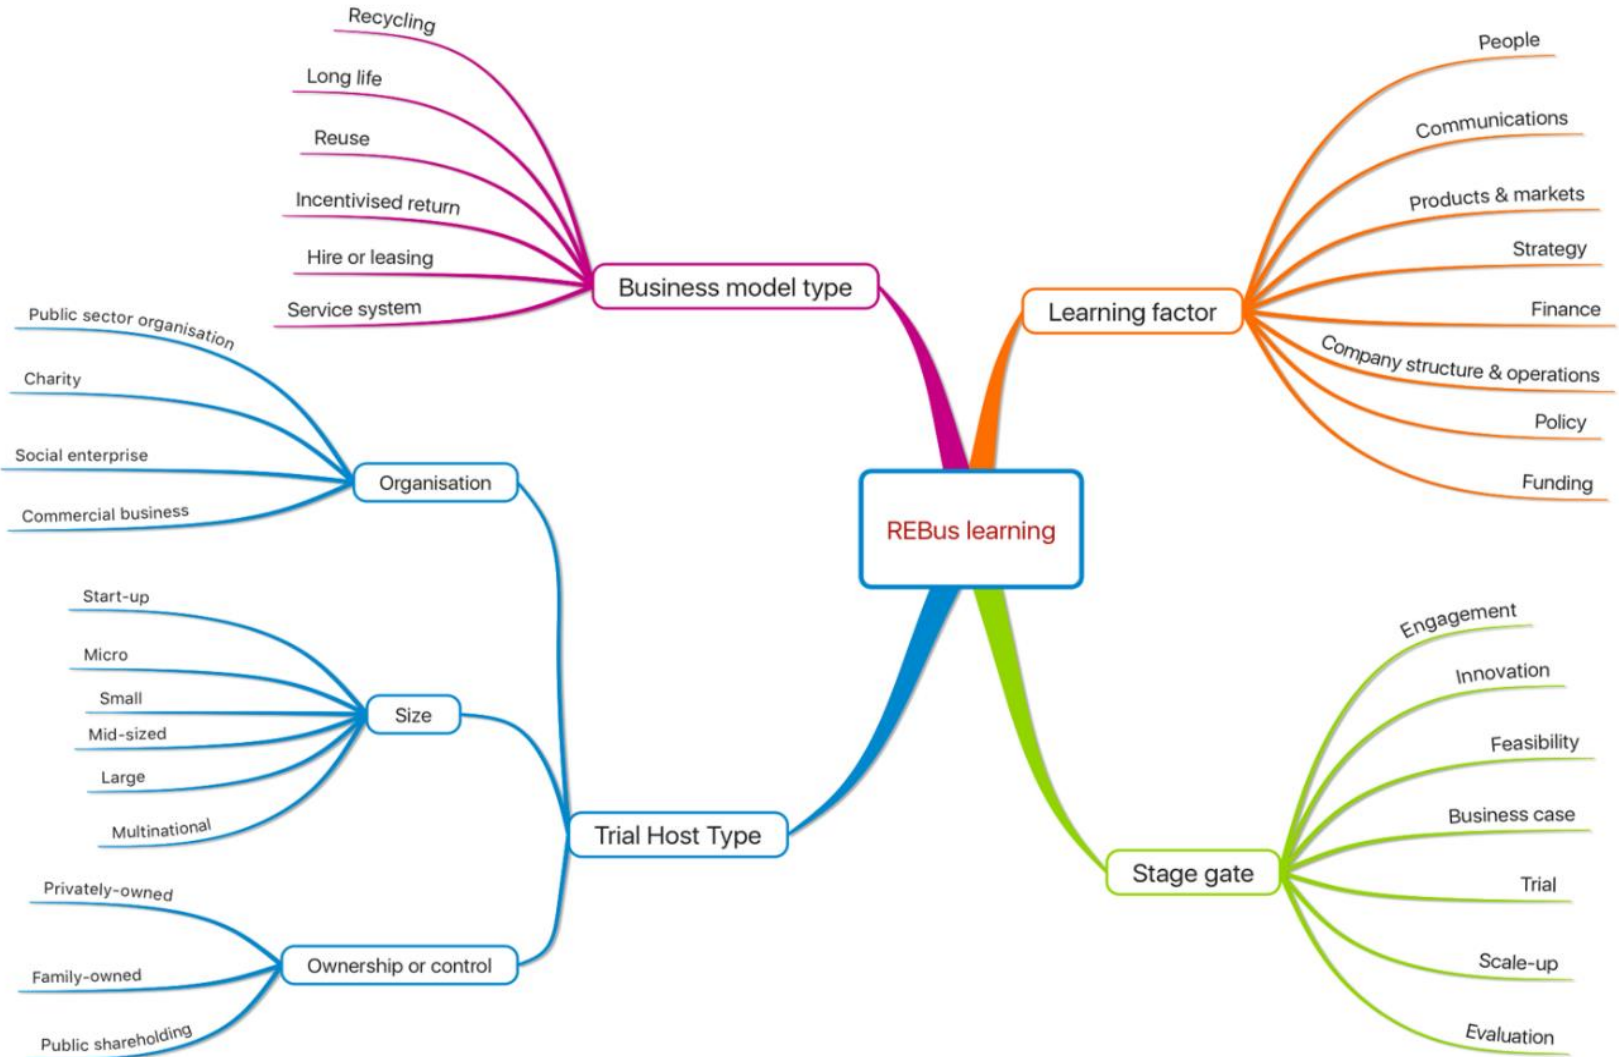 REBus learning
Business model type
Recycling
Long life
Reuse
Incentivised return
Hire or leasing
Service system
Learning factor
People
Communications
Products & markets
Strategy
Finance
Company structure & operations
Policy
Funding
Trial Host Type
Organisation
Public sector organisation
Charity
Social enterprise
Commercial business
Size
Start-up
Micro
Small
Mid-sized
Large
Multinational
Ownership or control
Privately-owned
Family-owned
Public shareholding
Stage gate
Engagement
Innovation
Feasibility
Business case
Trial
Scale-up
Evaluation